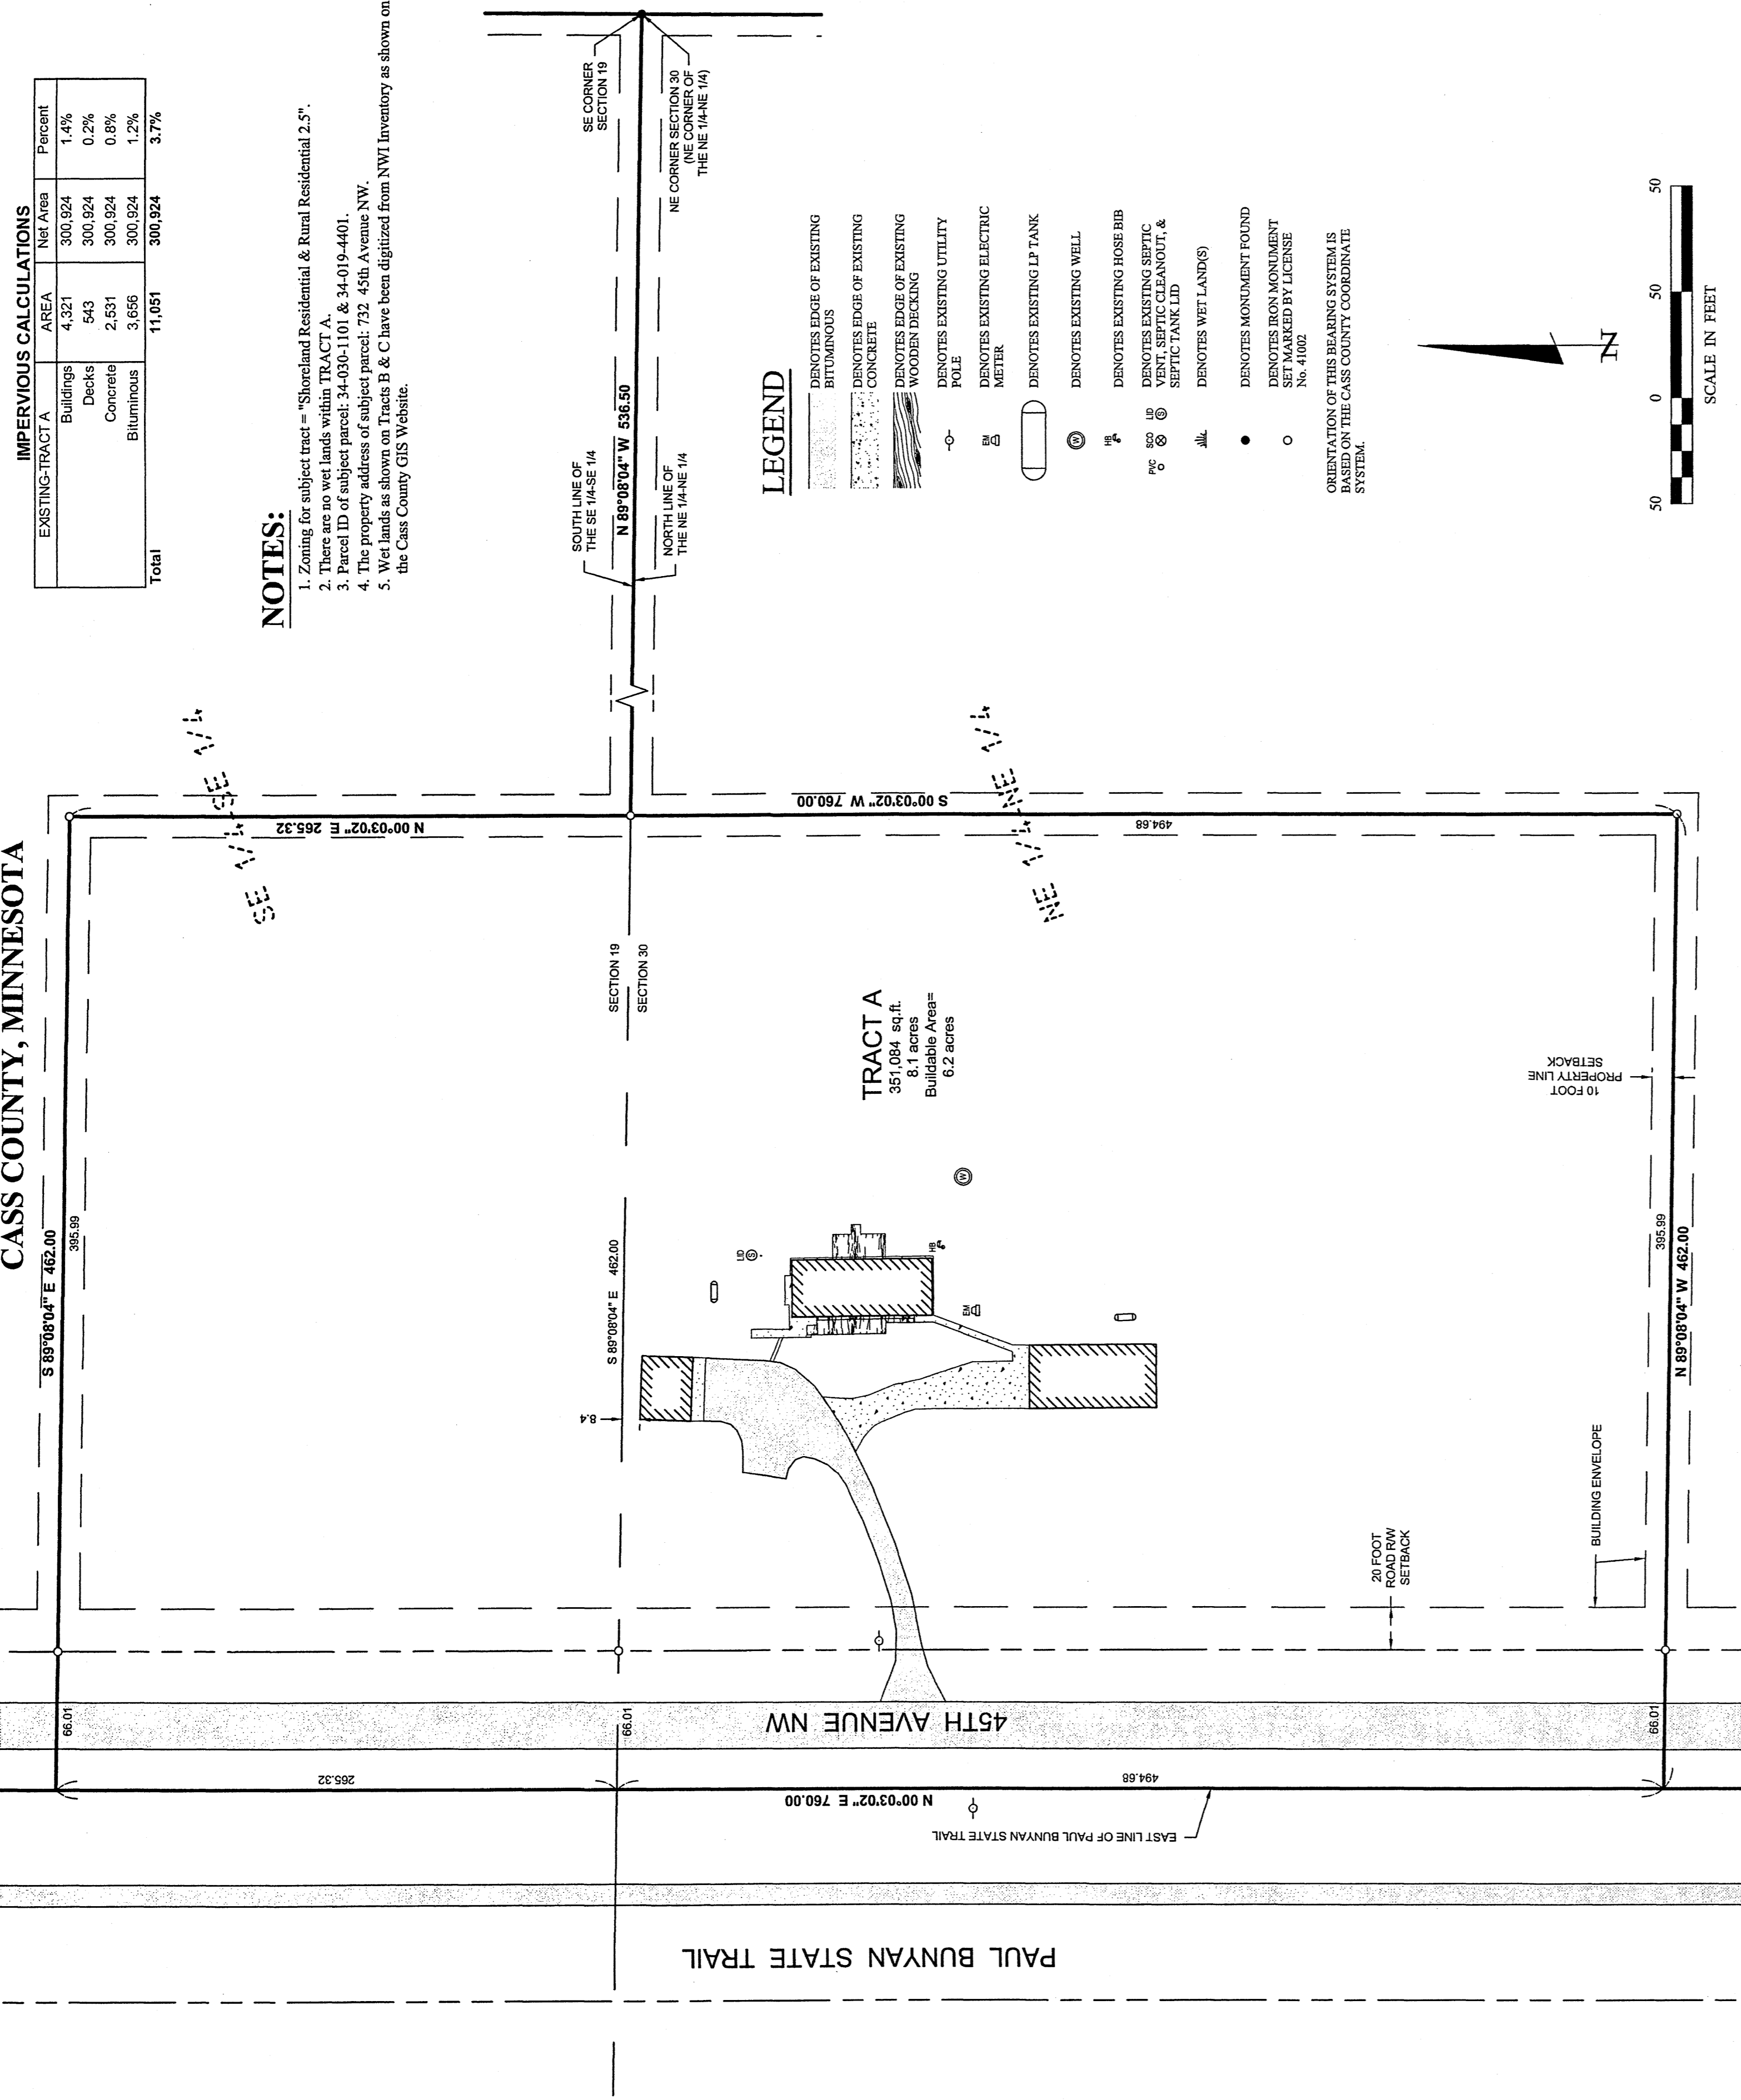 CASS COUNTY, MINNESOTA
IMPERVIOUS CALCULATIONS
EXISTING-TRACT A AREA Net Area Percent
Buildings 4,321 300,924 1.4%
Decks 543 300,924 0.2%
Concrete 2,531 300,924 0.8%
Bituminous 3,656 300,924 1.2%
Total 11,051 300,924 3.7%
NOTES:
1. Zoning for subject tract = "Shoreland Residential & Rural Residential 2.5".
2. There are no wet lands within TRACT A.
3. Parcel ID of subject parcel: 34-030-1101 & 34-019-4401.
4. The property address of subject parcel: 732 45th Avenue NW.
5. Wet lands as shown on Tracts B & C have been digitized from NWI Inventory as shown on
the Cass County GIS Website.
SE CORNER
SECTION 19
NE CORNER SECTION 30
(NE CORNER OF
THE NE 1/4-NE 1/4)
SOUTH LINE OF
THE SE 1/4-SE 1/4
N 89°08'04" W 536.50
NORTH LINE OF
THE NE 1/4-NE 1/4
LEGEND
DENOTES EDGE OF EXISTING
BITUMINOUS
DENOTES EDGE OF EXISTING
CONCRETE
DENOTES EDGE OF EXISTING
WOODEN DECKING
DENOTES EXISTING UTILITY
POLE
EM
DENOTES EXISTING ELECTRIC
METER
DENOTES EXISTING LP TANK
W
DENOTES EXISTING WELL
HB
DENOTES EXISTING HOSE BIB
PVC SCO LID
S
DENOTES EXISTING SEPTIC
VENT, SEPTIC CLEANOUT, &
SEPTIC TANK LID
DENOTES WET LAND(S)
DENOTES MONUMENT FOUND
DENOTES IRON MONUMENT
SET MARKED BY LICENSE
No. 41002
ORIENTATION OF THIS BEARING SYSTEM IS
BASED ON THE CASS COUNTY COORDINATE
SYSTEM.
N
50 0 50 50
SCALE IN FEET
S 89°08'04" E 462.00
395.99
N 00°03'02" E 265.32
SE 1/4 SE 1/4
S 00°03'02" W 760.00
494.68
NE 1/4 NE 1/4
SECTION 19
SECTION 30
S 89°08'04" E 462.00
TRACT A
351,084 sq.ft.
8.1 acres
Buildable Area=
6.2 acres
W
LID
S
HB
EM
8.4
10 FOOT
PROPERTY LINE
SETBACK
395.99
N 89°08'04" W 462.00
BUILDING ENVELOPE
20 FOOT
ROAD R/W
SETBACK
66.01
66.01
66.01
45TH AVENUE NW
265.32
494.68
N 00°03'02" E 760.00
EAST LINE OF PAUL BUNYAN STATE TRAIL
PAUL BUNYAN STATE TRAIL